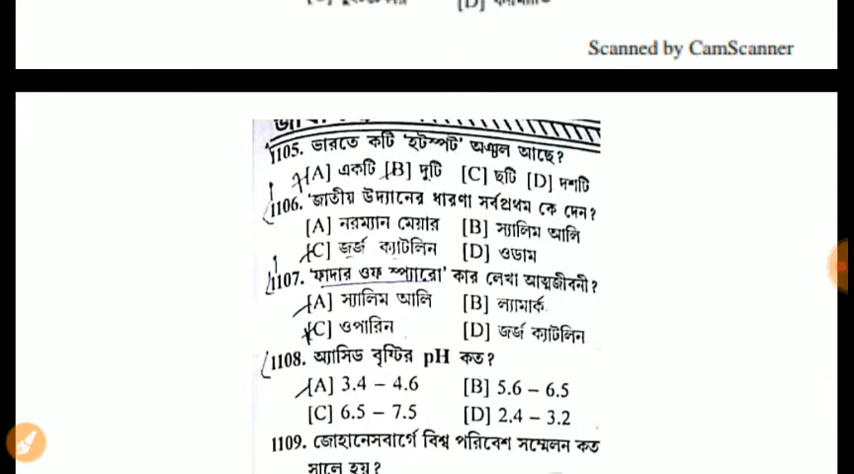 Scanned by CamScanner
1105. ভারতে কটি 'হটস্পট' অঞ্চল আছে?
[A] একটি [B] দুটি [C] ছটি [D] দশটি
1106. 'জাতীয় উদ্যানের ধারণা সর্বপ্রথম কে দেন?
[A] নরম্যান মেয়ার [B] স্যালিম আলি
[C] জর্জ ক্যাটলিন [D] ওডাম
1107. 'ফাদার ওফ স্প্যারো' কার লেখা আত্মজীবনী?
[A] স্যালিম আলি [B] ল্যামার্ক
[C] ওপারিন [D] জর্জ ক্যাটলিন
1108. অ্যাসিড বৃষ্টির pH কত?
[A] 3.4 – 4.6 [B] 5.6 – 6.5
[C] 6.5 – 7.5 [D] 2.4 – 3.2
1109. জোহানেসবার্গে বিশ্ব পরিবেশ সম্মেলন কত
সালে হয়?